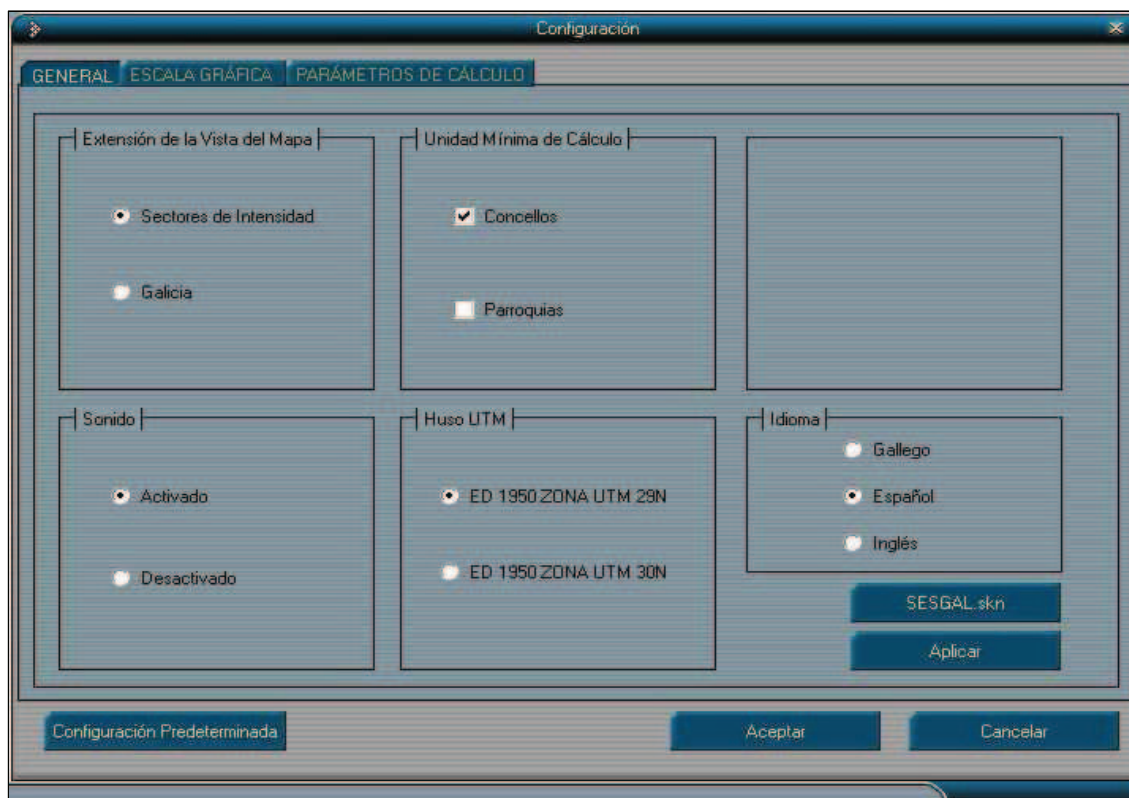 Configuración
GENERAL ESCALA GRÁFICA PARÁMETROS DE CÁLCULO
Extensión de la Vista del Mapa
Sectores de Intensidad
Galicia
Unidad Mínima de Cálculo
Concellos
Parroquias
Sonido
Activado
Desactivado
Huso UTM
ED 1950 ZONA UTM 29N
ED 1950 ZONA UTM 30N
Idioma
Gallego
Español
Inglés
SESGAL.skn
Aplicar
Configuración Predeterminada
Aceptar
Cancelar